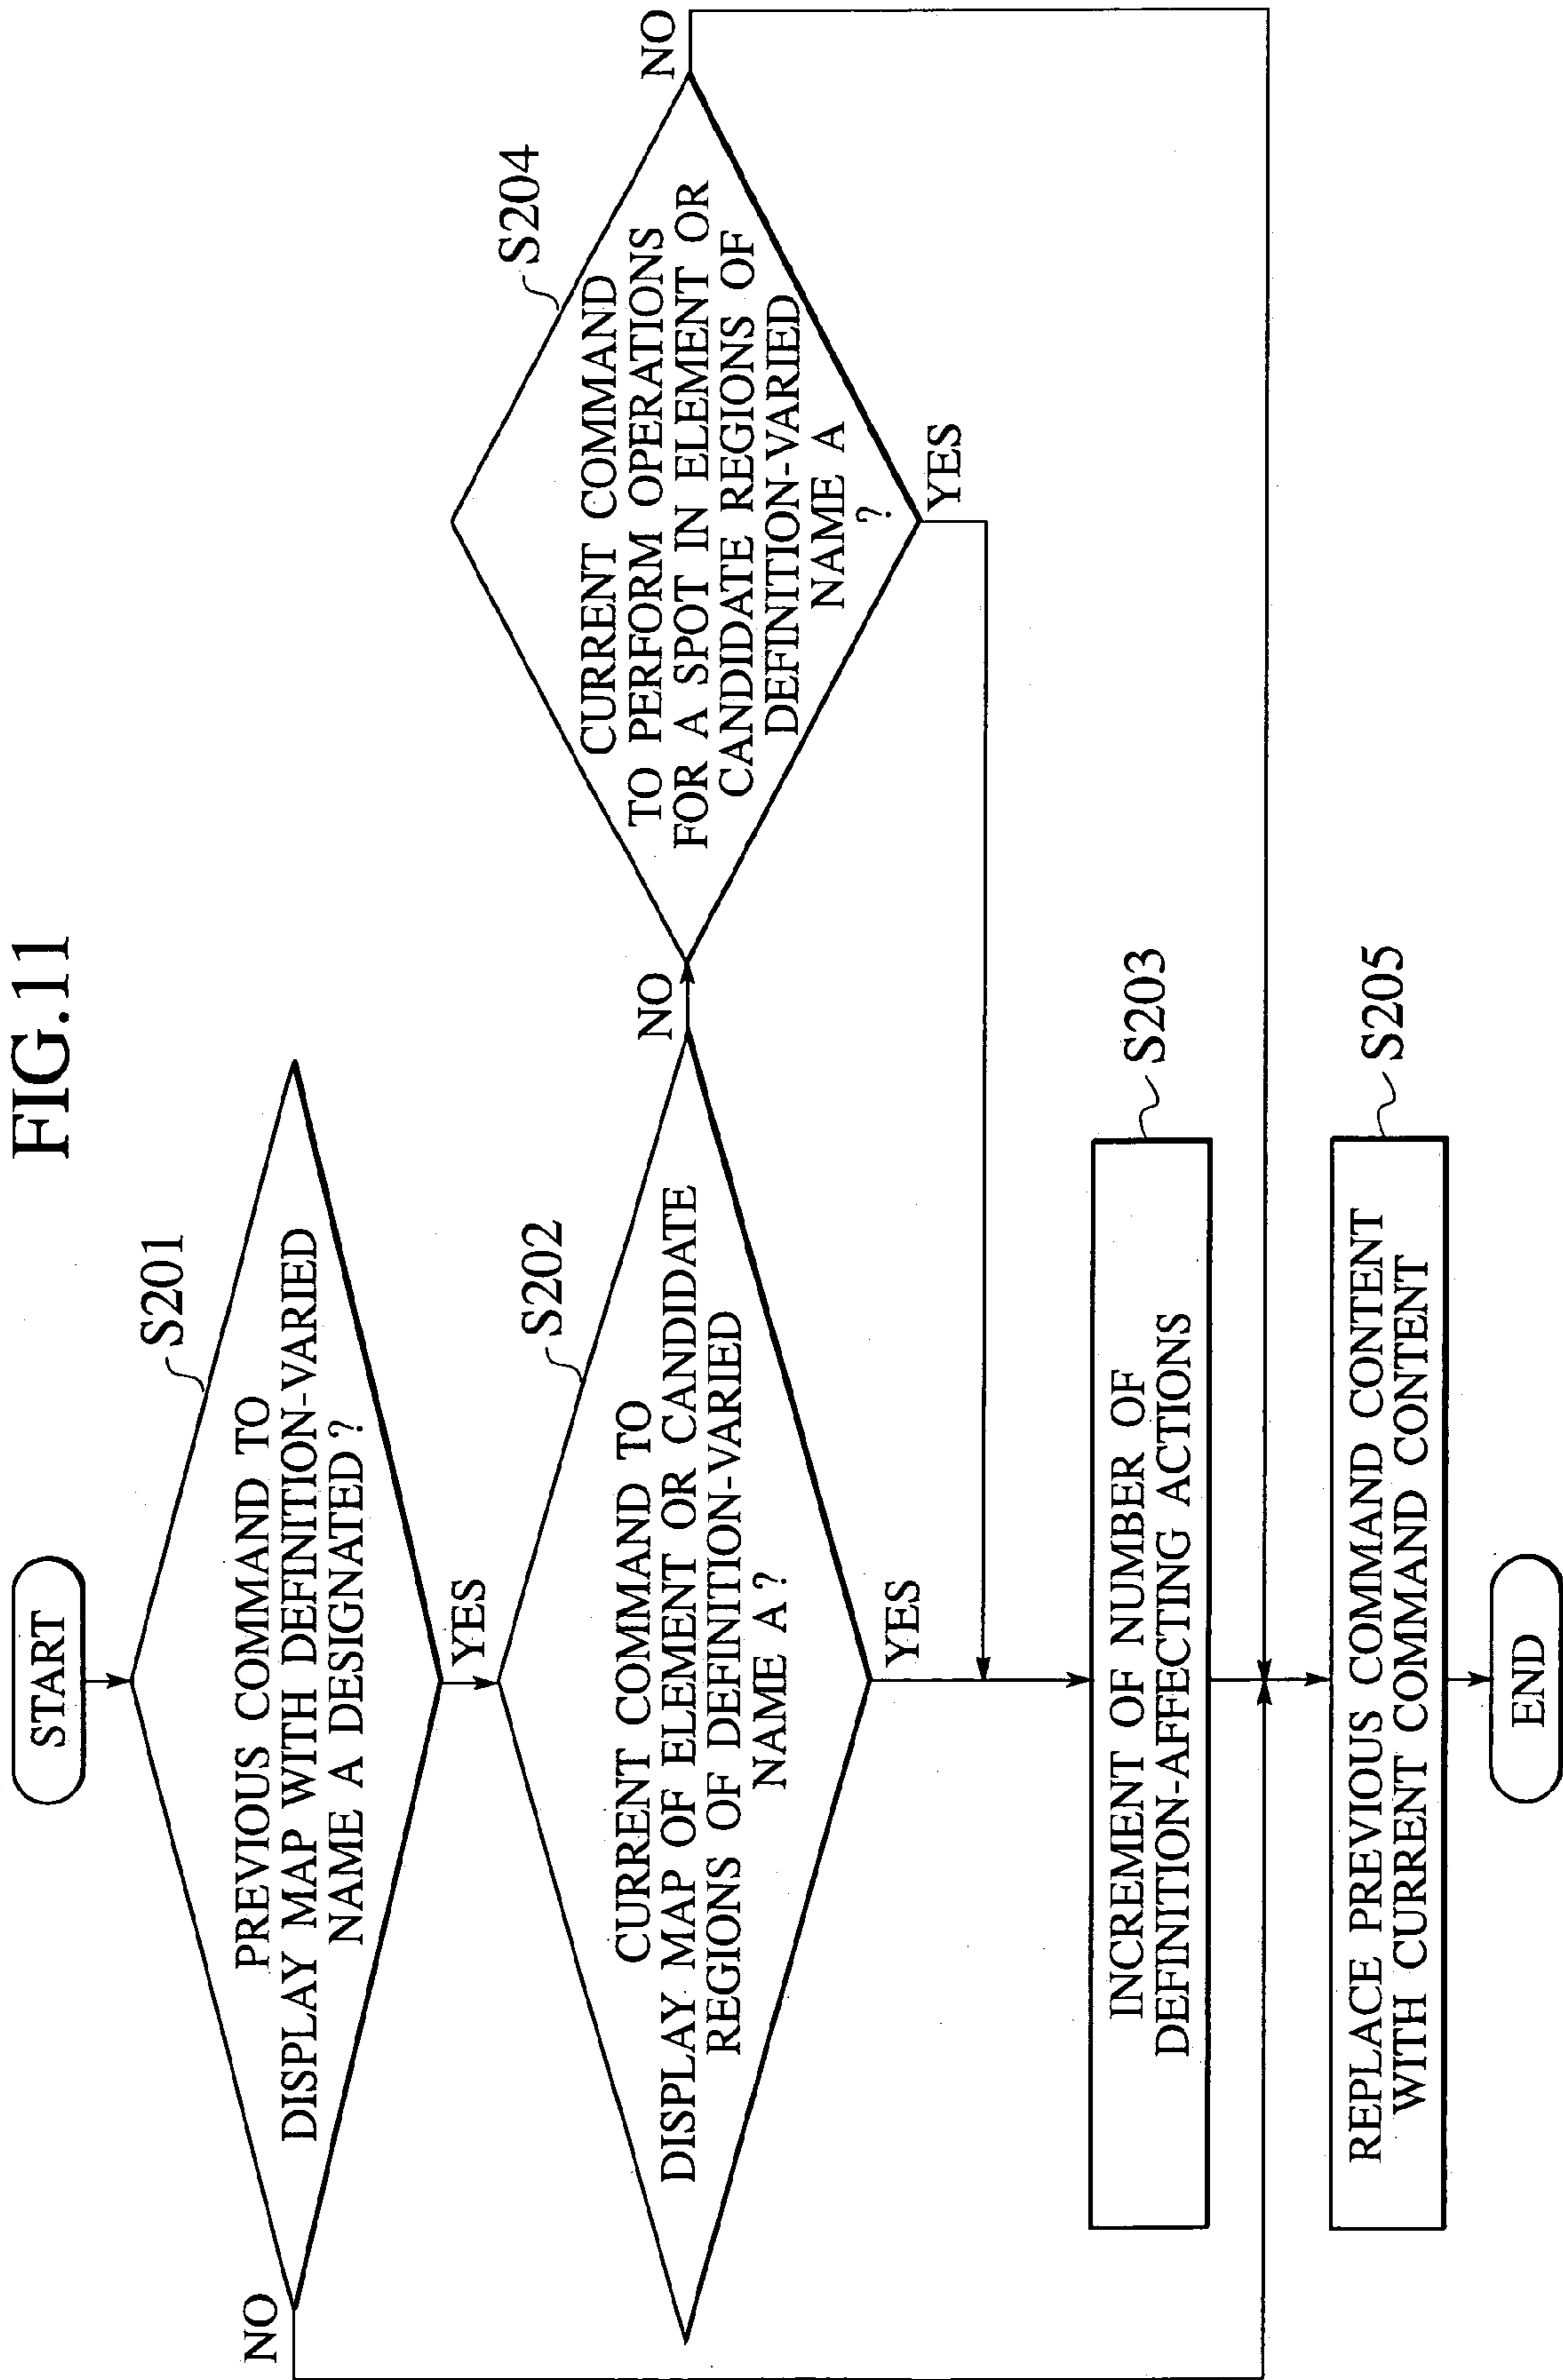 FIG.11
START
S201
PREVIOUS COMMAND TO
DISPLAY MAP WITH DEFINITION-VARIED
NAME A DESIGNATED ?
NO
YES
S202
CURRENT COMMAND TO
DISPLAY MAP OF ELEMENT OR CANDIDATE
REGIONS OF DEFINITION-VARIED
NAME A ?
NO
YES
S204
CURRENT COMMAND
TO PERFORM OPERATIONS
FOR A SPOT IN ELEMENT OR
CANDIDATE REGIONS OF
DEFINITION-VARIED
NAME A
?
NO
YES
S203
INCREMENT OF NUMBER OF
DEFINITION-AFFECTING ACTIONS
S205
REPLACE PREVIOUS COMMAND CONTENT
WITH CURRENT COMMAND CONTENT
END